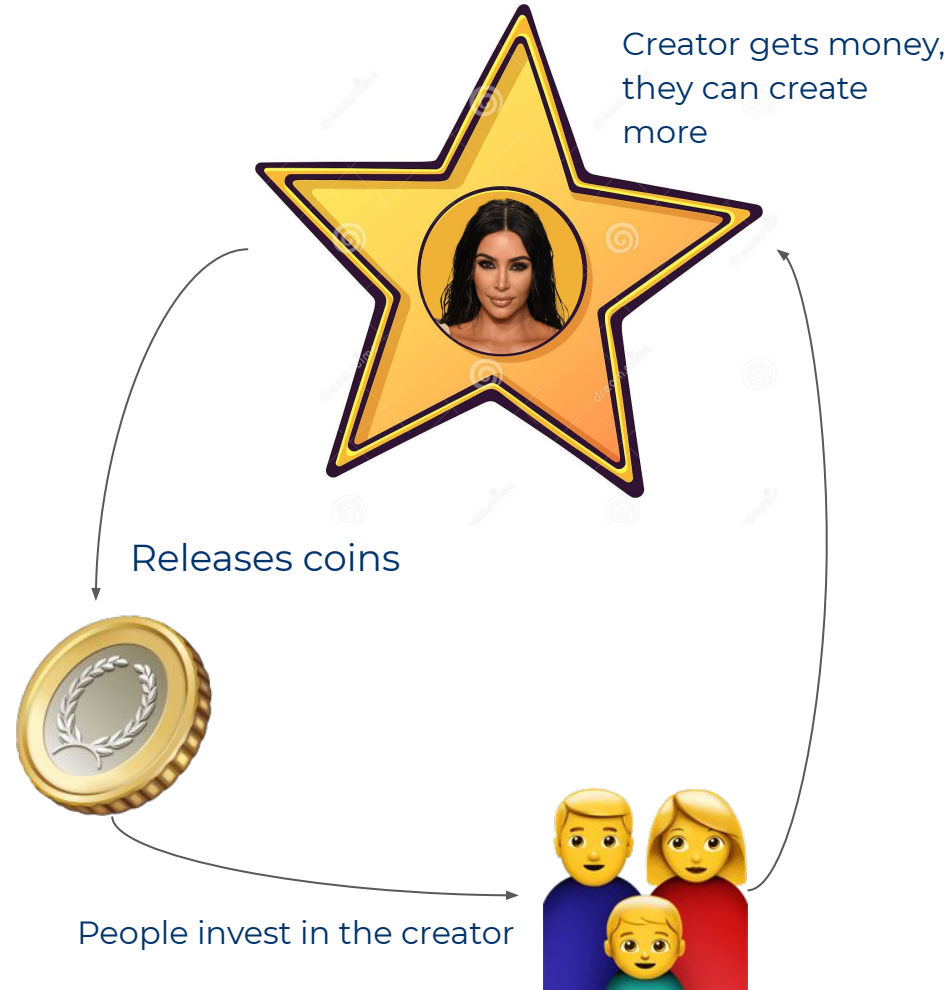 Creator gets money,
they can create
more
Releases coins
People invest in the creator